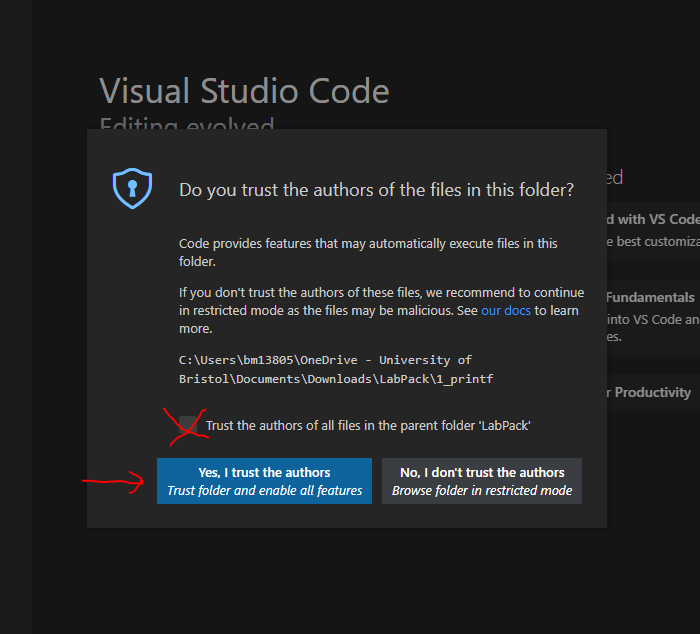 Visual Studio Code
Editing evolved
Do you trust the authors of the files in this folder?
Code provides features that may automatically execute files in this
folder.
If you don't trust the authors of these files, we recommend to continue
in restricted mode as the files may be malicious. See our docs to learn
more.
C:\Users\bm13805\OneDrive - University of
Bristol\Documents\Downloads\LabPack\1_printf
Trust the authors of all files in the parent folder 'LabPack'
Yes, I trust the authors
Trust folder and enable all features
No, I don't trust the authors
Browse folder in restricted mode
ed
d with VS Code
e best customiza
Fundamentals
into VS Code an
es.
r Productivity